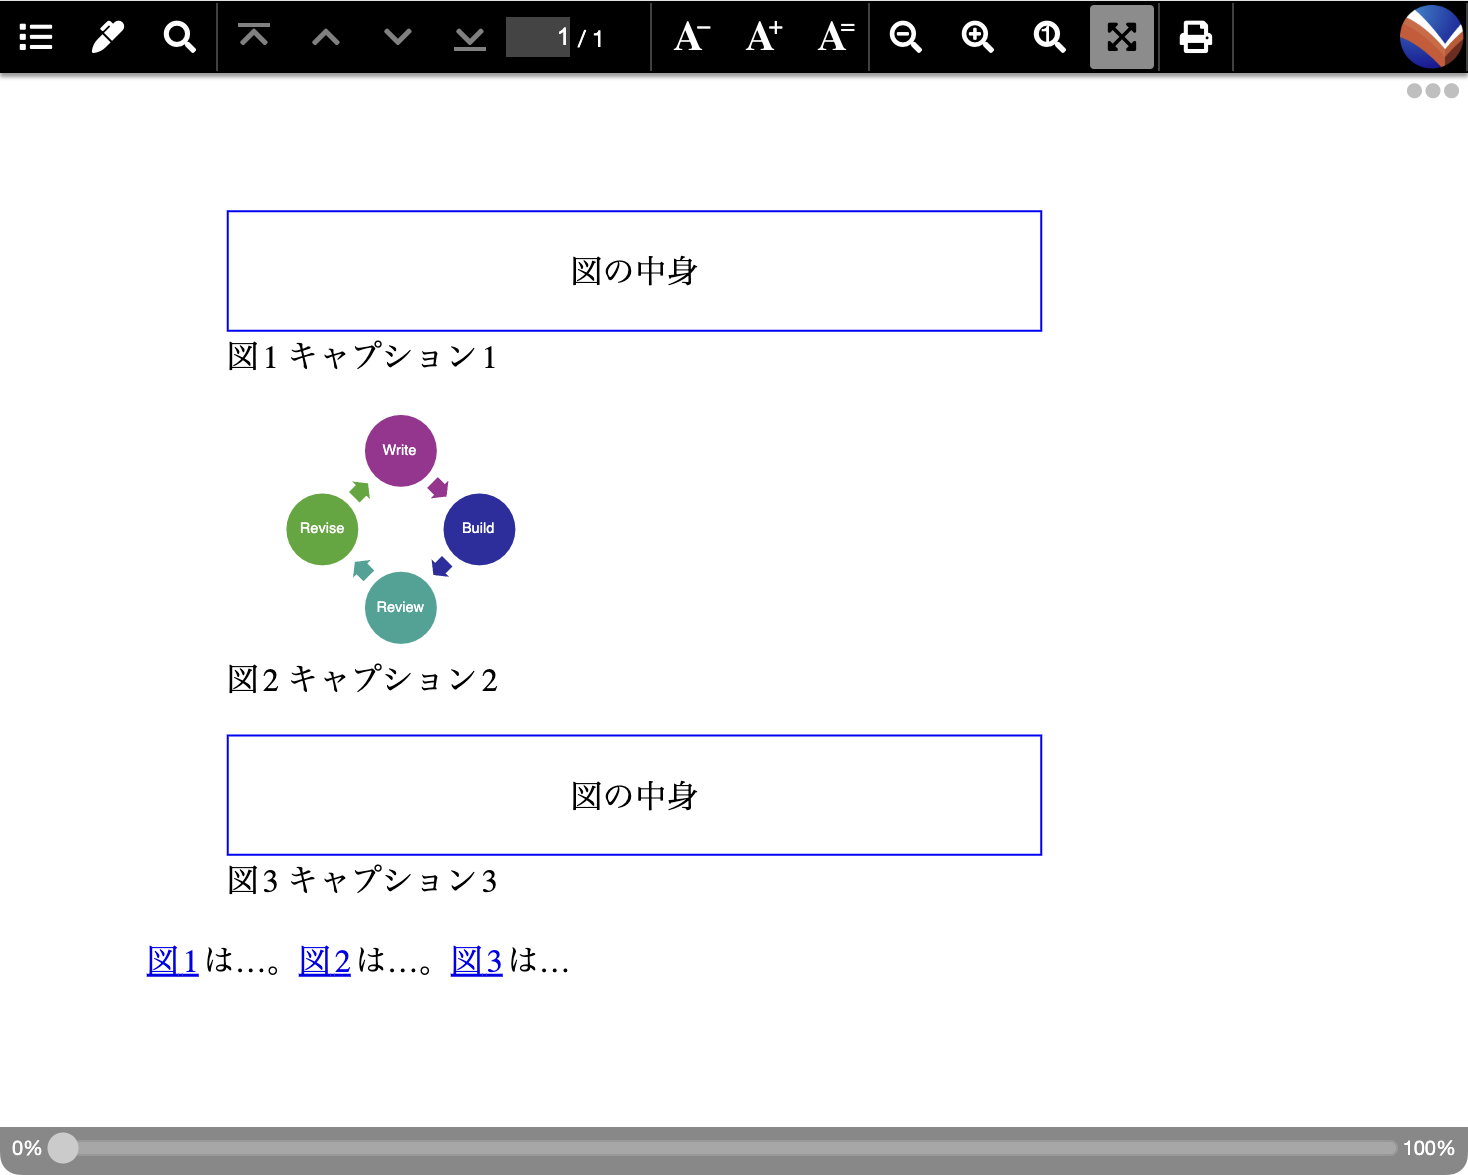 1 / 1
A− A+ A=
1
図の中身
図1 キャプション1
Write
Revise
Build
Review
図2 キャプション2
図の中身
図3 キャプション3
図1は…。図2は…。図3は…
0%
100%